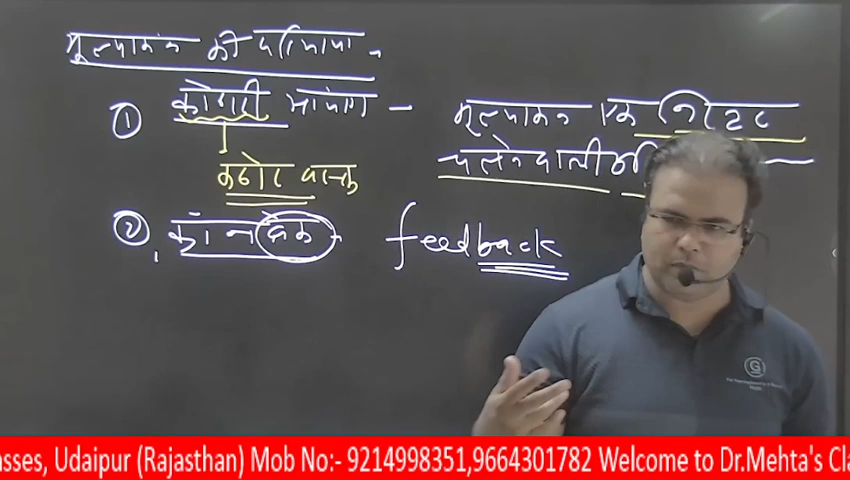 मूल्यांकन की परिभाषा -
① कोठारी आयोग - मूल्यांकन एक निरंतर
चलने वाली
कठोर वस्तु
② क्रॉनबैक - feedback
G
asses, Udaipur (Rajasthan) Mob No:- 9214998351,9664301782 Welcome to Dr.Mehta's Cla